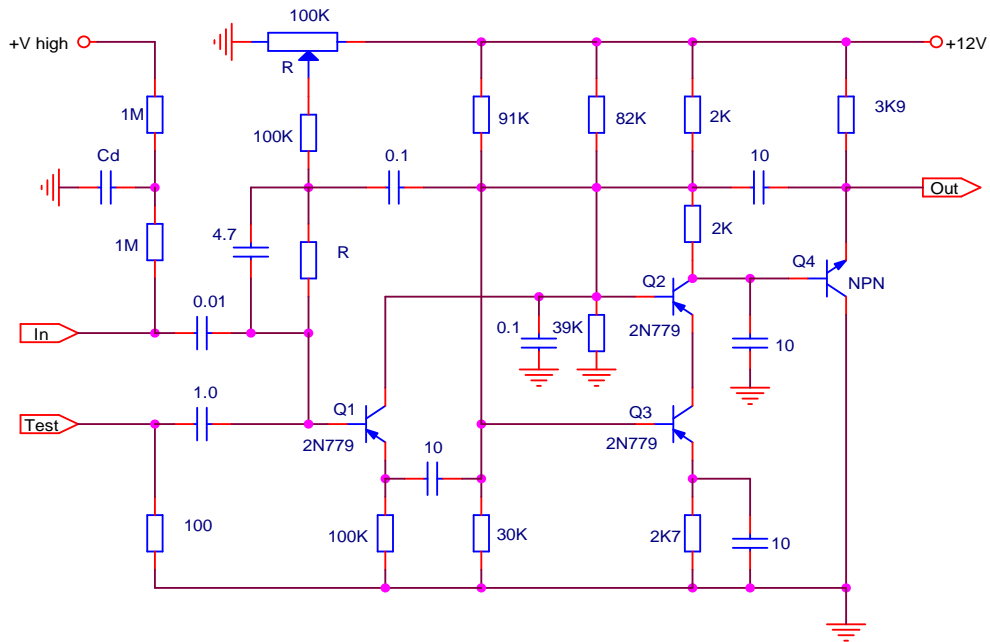 100K
+V high
+12V
R
1M
91K
82K
2K
3K9
100K
Cd
0.1
10
Out
1M
4.7
R
2K
Q4
NPN
Q2
0.01
In
0.1
39K
2N779
10
1.0
Test
Q1
Q3
2N779
2N779
10
100
100K
30K
2K7
10